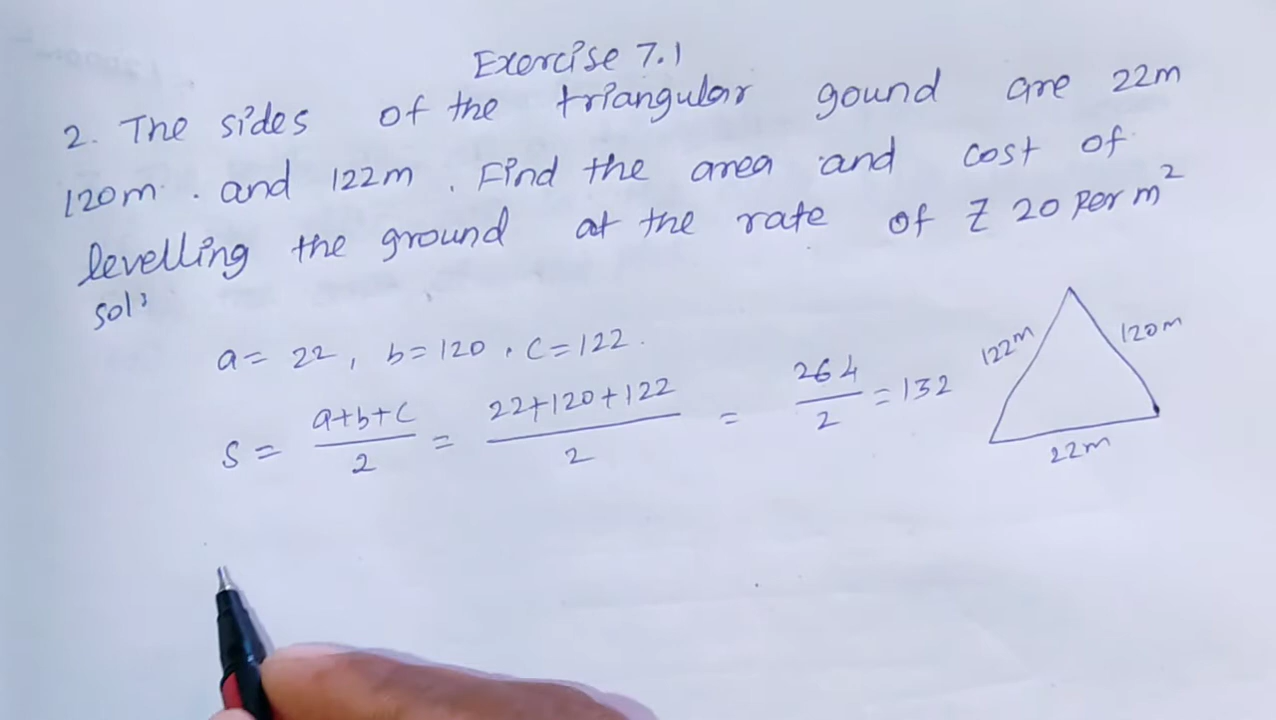 Exercise 7.1
2. The sides of the triangular gound are 22m
120m . and 122m . Find the area and cost of
levelling the ground at the rate of Z 20 per m²
sol:
a = 22, b = 120, c = 122.
s = a+b+c/2 = 22+120+122/2 = 264/2 = 132
122m
120m
22m